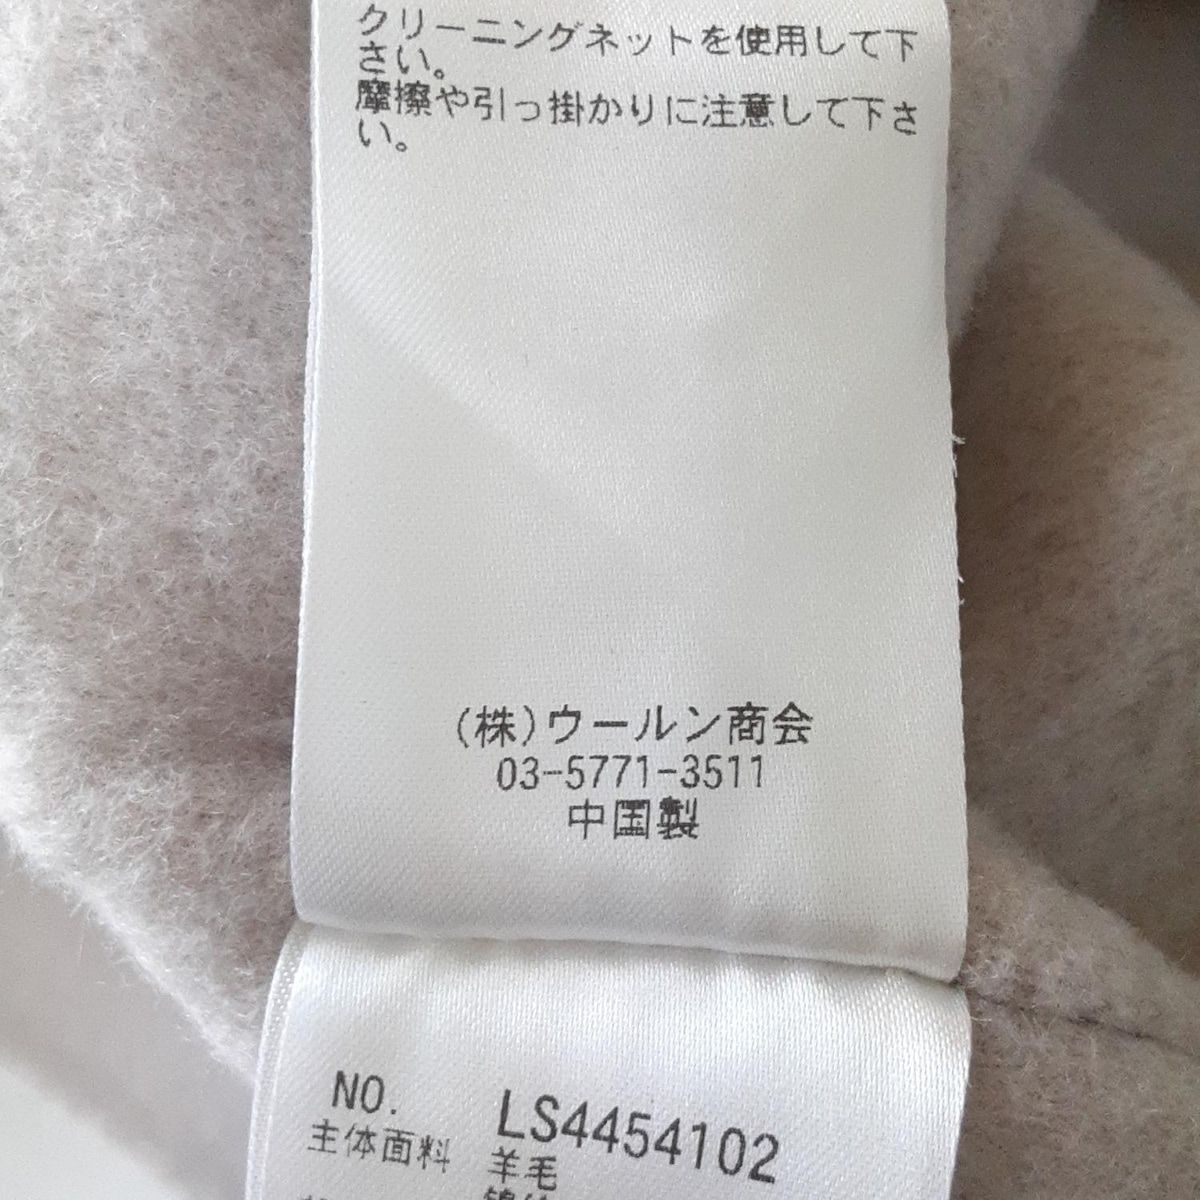 クリーニングネットを使用して下
さい。
摩擦や引っ掛かりに注意して下さ
い。
(株)ウールン商会
03-5771-3511
中国製
NO. LS4454102
主体面料 羊毛